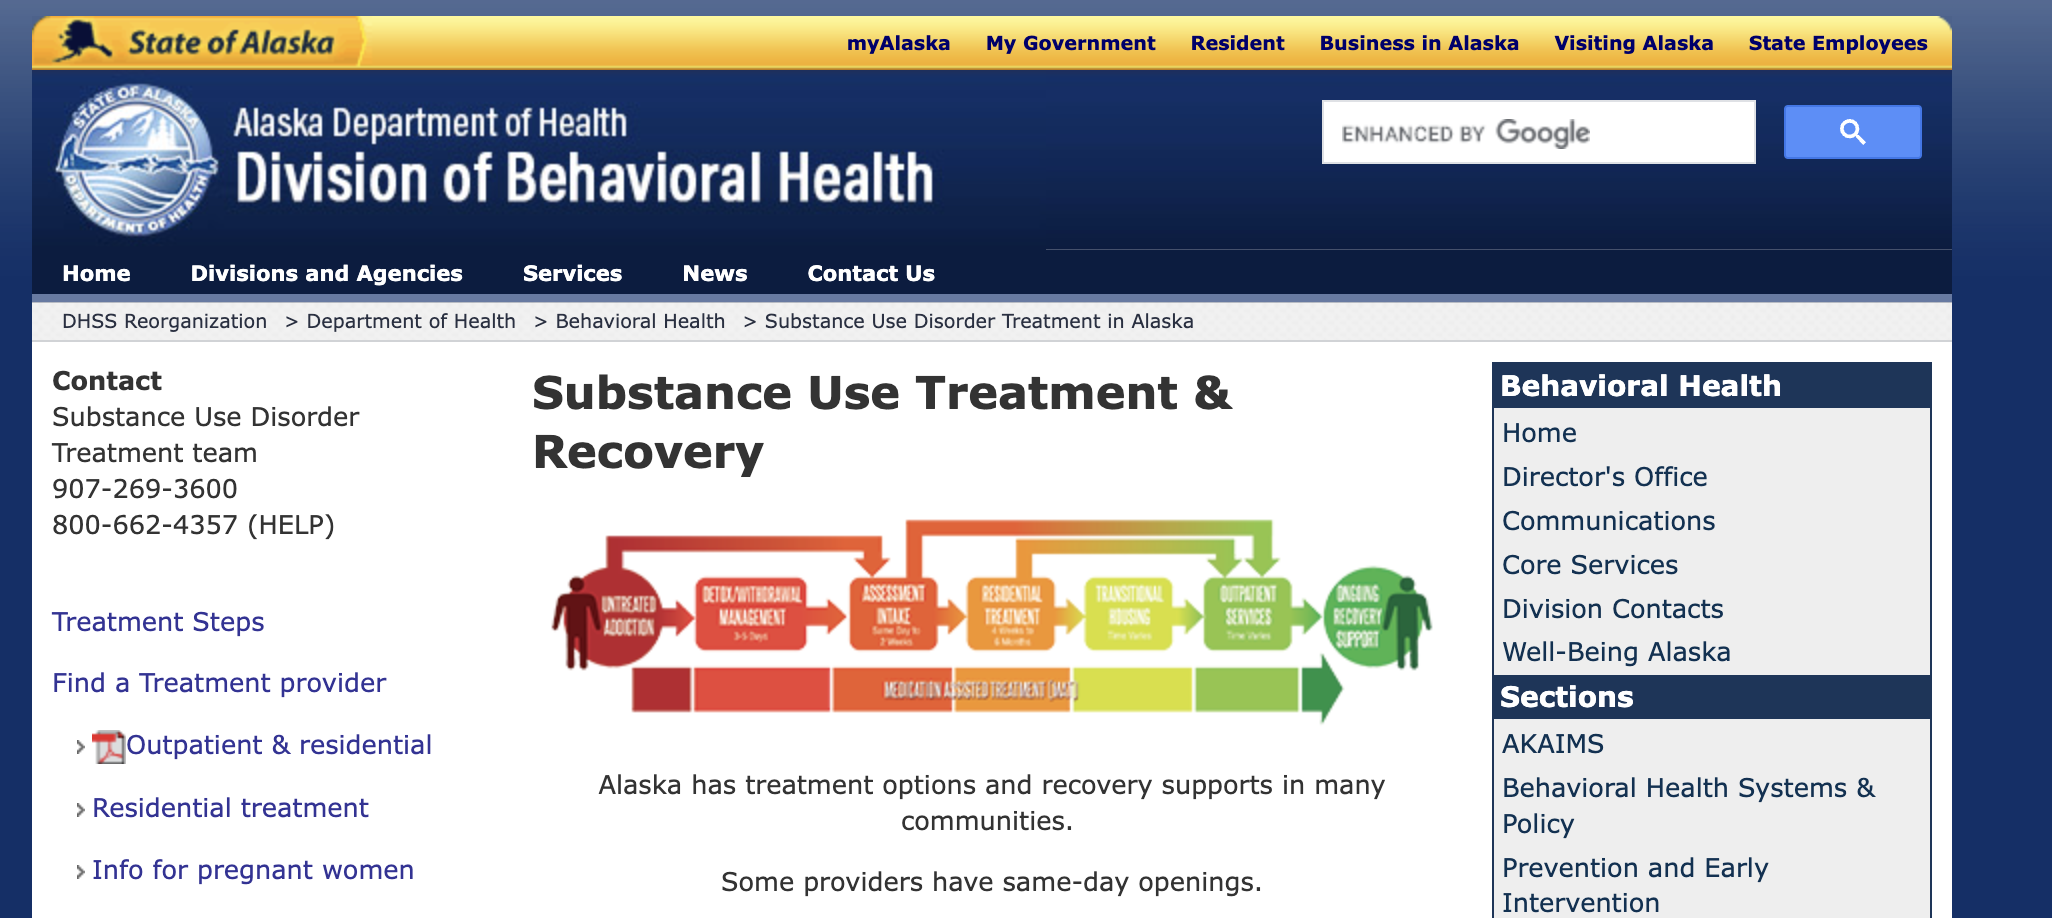 State of Alaska
myAlaska My Government Resident Business in Alaska Visiting Alaska State Employees
STATE OF ALASKA
DEPARTMENT OF HEALTH
Alaska Department of Health
Division of Behavioral Health
ENHANCED BY Google
Home Divisions and Agencies Services News Contact Us
DHSS Reorganization > Department of Health > Behavioral Health > Substance Use Disorder Treatment in Alaska
Contact
Substance Use Disorder
Treatment team
907-269-3600
800-662-4357 (HELP)
Treatment Steps
Find a Treatment provider
Outpatient & residential
Residential treatment
Info for pregnant women
Substance Use Treatment &
Recovery
UNTREATED
ADDICTION
DETOX/WITHDRAWAL
MANAGEMENT
3-5 Days
ASSESSMENT
INTAKE
Same Day to
2 Weeks
RESIDENTIAL
TREATMENT
4 Weeks to
6 Months
TRANSITIONAL
HOUSING
Time Varies
OUTPATIENT
SERVICES
Time Varies
ONGOING
RECOVERY
SUPPORT
MEDICATION ASSISTED TREATMENT (MAT)
Alaska has treatment options and recovery supports in many
communities.
Some providers have same-day openings.
Behavioral Health
Home
Director's Office
Communications
Core Services
Division Contacts
Well-Being Alaska
Sections
AKAIMS
Behavioral Health Systems &
Policy
Prevention and Early
Intervention